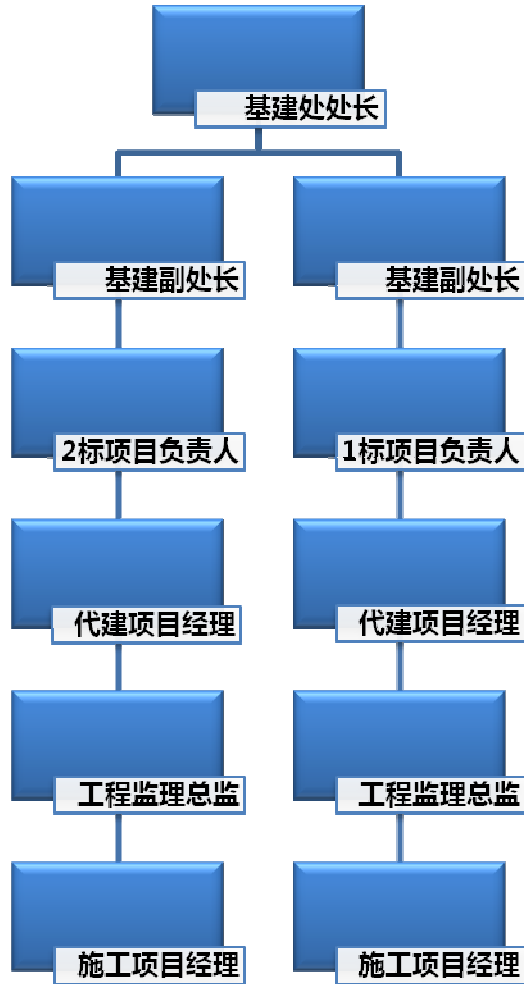 基建处处长
基建副处长
基建副处长
2标项目负责人
1标项目负责人
代建项目经理
代建项目经理
工程监理总监
工程监理总监
施工项目经理
施工项目经理